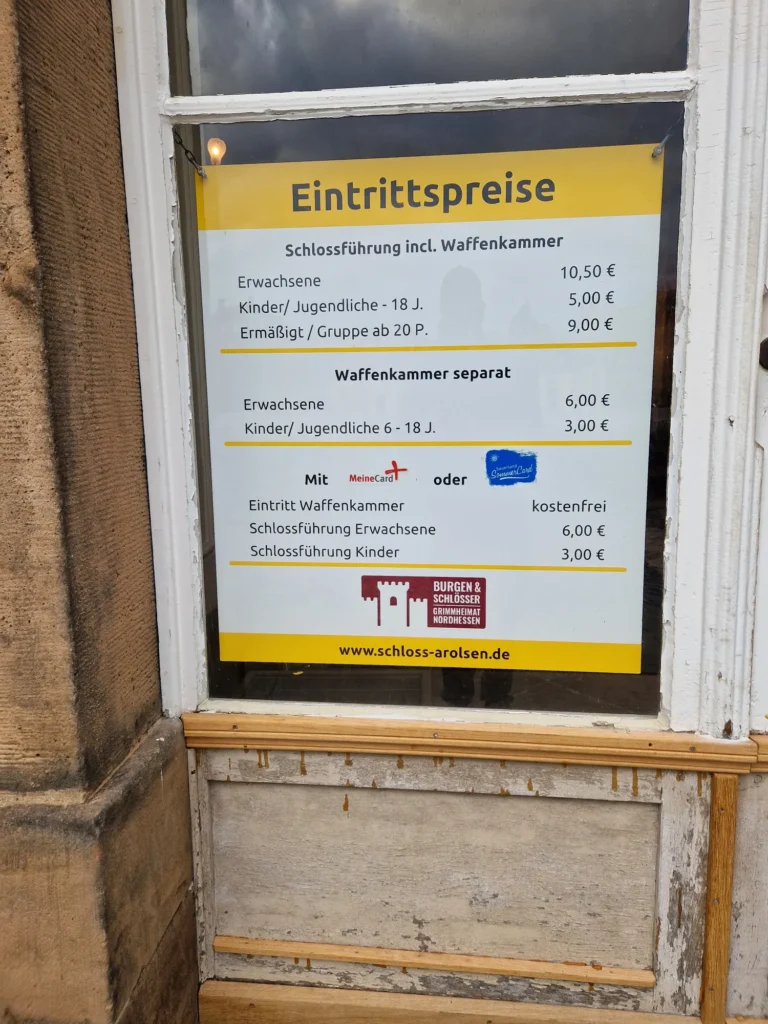 Eintrittspreise
Schlossführung incl. Waffenkammer
Erwachsene 10,50 €
Kinder/ Jugendliche - 18 J. 5,00 €
Ermäßigt / Gruppe ab 20 P. 9,00 €
Waffenkammer separat
Erwachsene 6,00 €
Kinder/ Jugendliche 6 - 18 J. 3,00 €
Mit MeineCard+ oder SommerCard
Eintritt Waffenkammer kostenfrei
Schlossführung Erwachsene 6,00 €
Schlossführung Kinder 3,00 €
BURGEN &
SCHLÖSSER
GRIMMHEIMAT
NORDHESSEN
www.schloss-arolsen.de